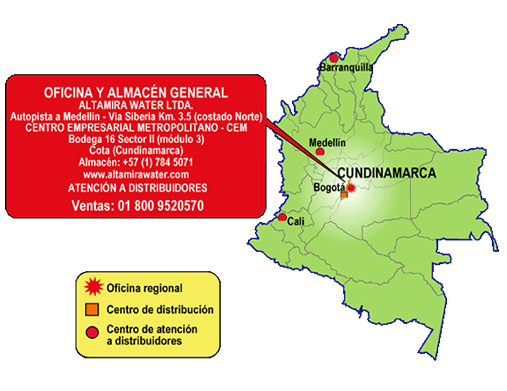 OFICINA Y ALMACÉN GENERAL
ALTAMIRA WATER LTDA.
Autopista a Medellin - Via Siberia Km. 3.5 (costado Norte)
CENTRO EMPRESARIAL METROPOLITANO - CEM
Bodega 16 Sector II (módulo 3)
Cota (Cundinamarca)
Almacén: +57 (1) 784 5071
www.altamirawater.com
ATENCIÓN A DISTRIBUIDORES
Ventas: 01 800 9520570
Barranquilla
Medellín
CUNDINAMARCA
Bogotá
Cali
Oficina regional
Centro de distribución
Centro de atención
a distribuidores